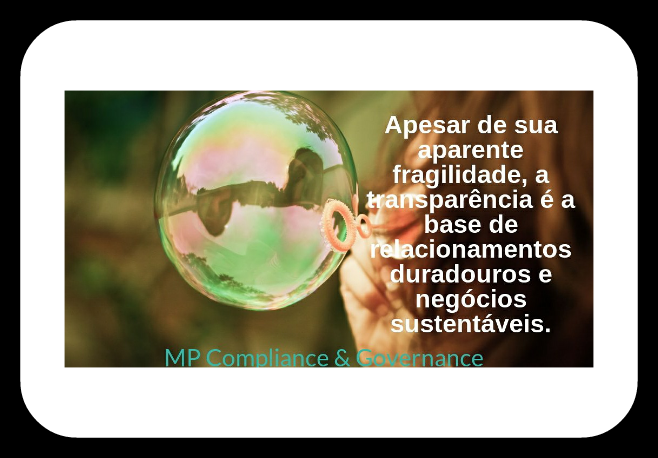 Apesar de sua
aparente
fragilidade, a
transparência é a
base de
relacionamentos
duradouros e
negócios
sustentáveis.
MP Compliance & Governance